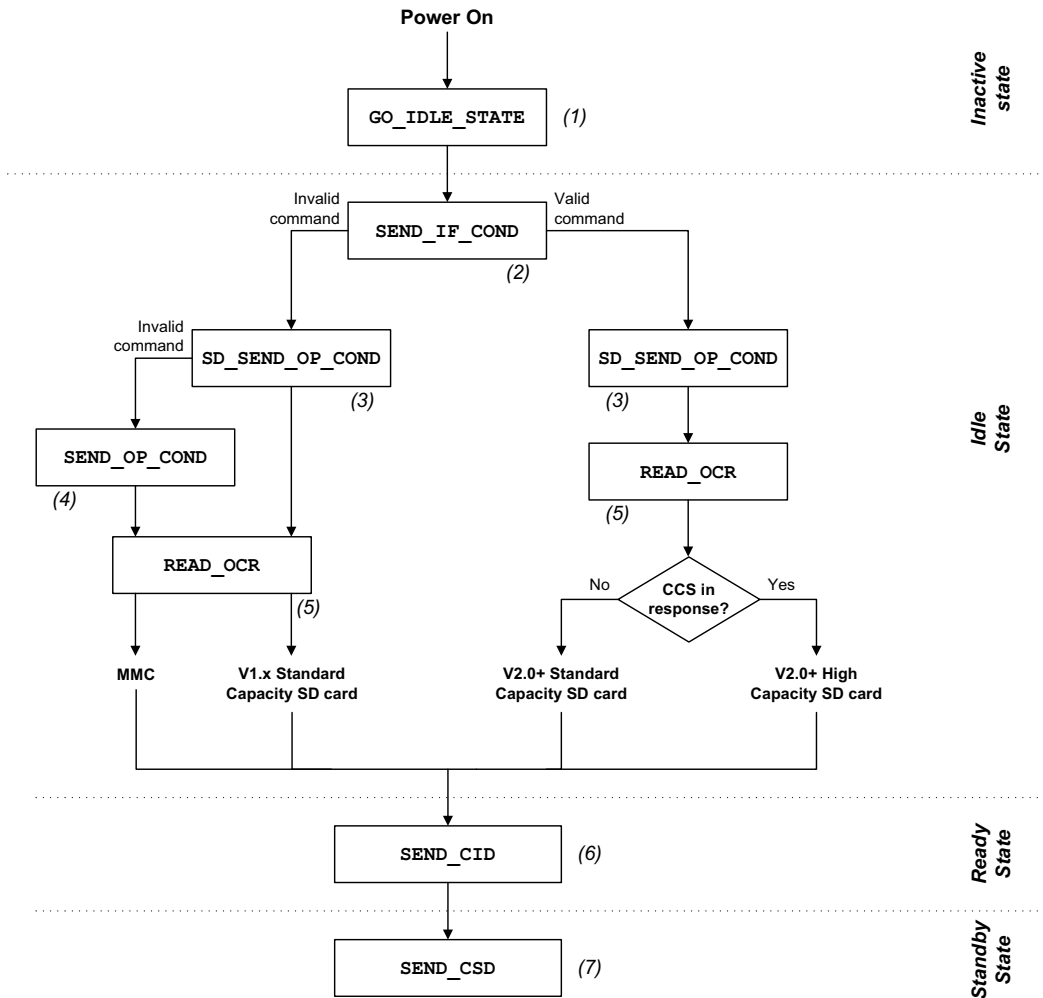 Power On
GO_IDLE_STATE
(1)
Inactive
state
Invalid
command
SEND_IF_COND
Valid
command
(2)
Invalid
command
SD_SEND_OP_COND
(3)
SD_SEND_OP_COND
(3)
SEND_OP_COND
(4)
READ_OCR
(5)
Idle
State
READ_OCR
(5)
No
CCS in
response?
Yes
MMC
V1.x Standard
Capacity SD card
V2.0+ Standard
Capacity SD card
V2.0+ High
Capacity SD card
SEND_CID
(6)
Ready
State
SEND_CSD
(7)
Standby
State